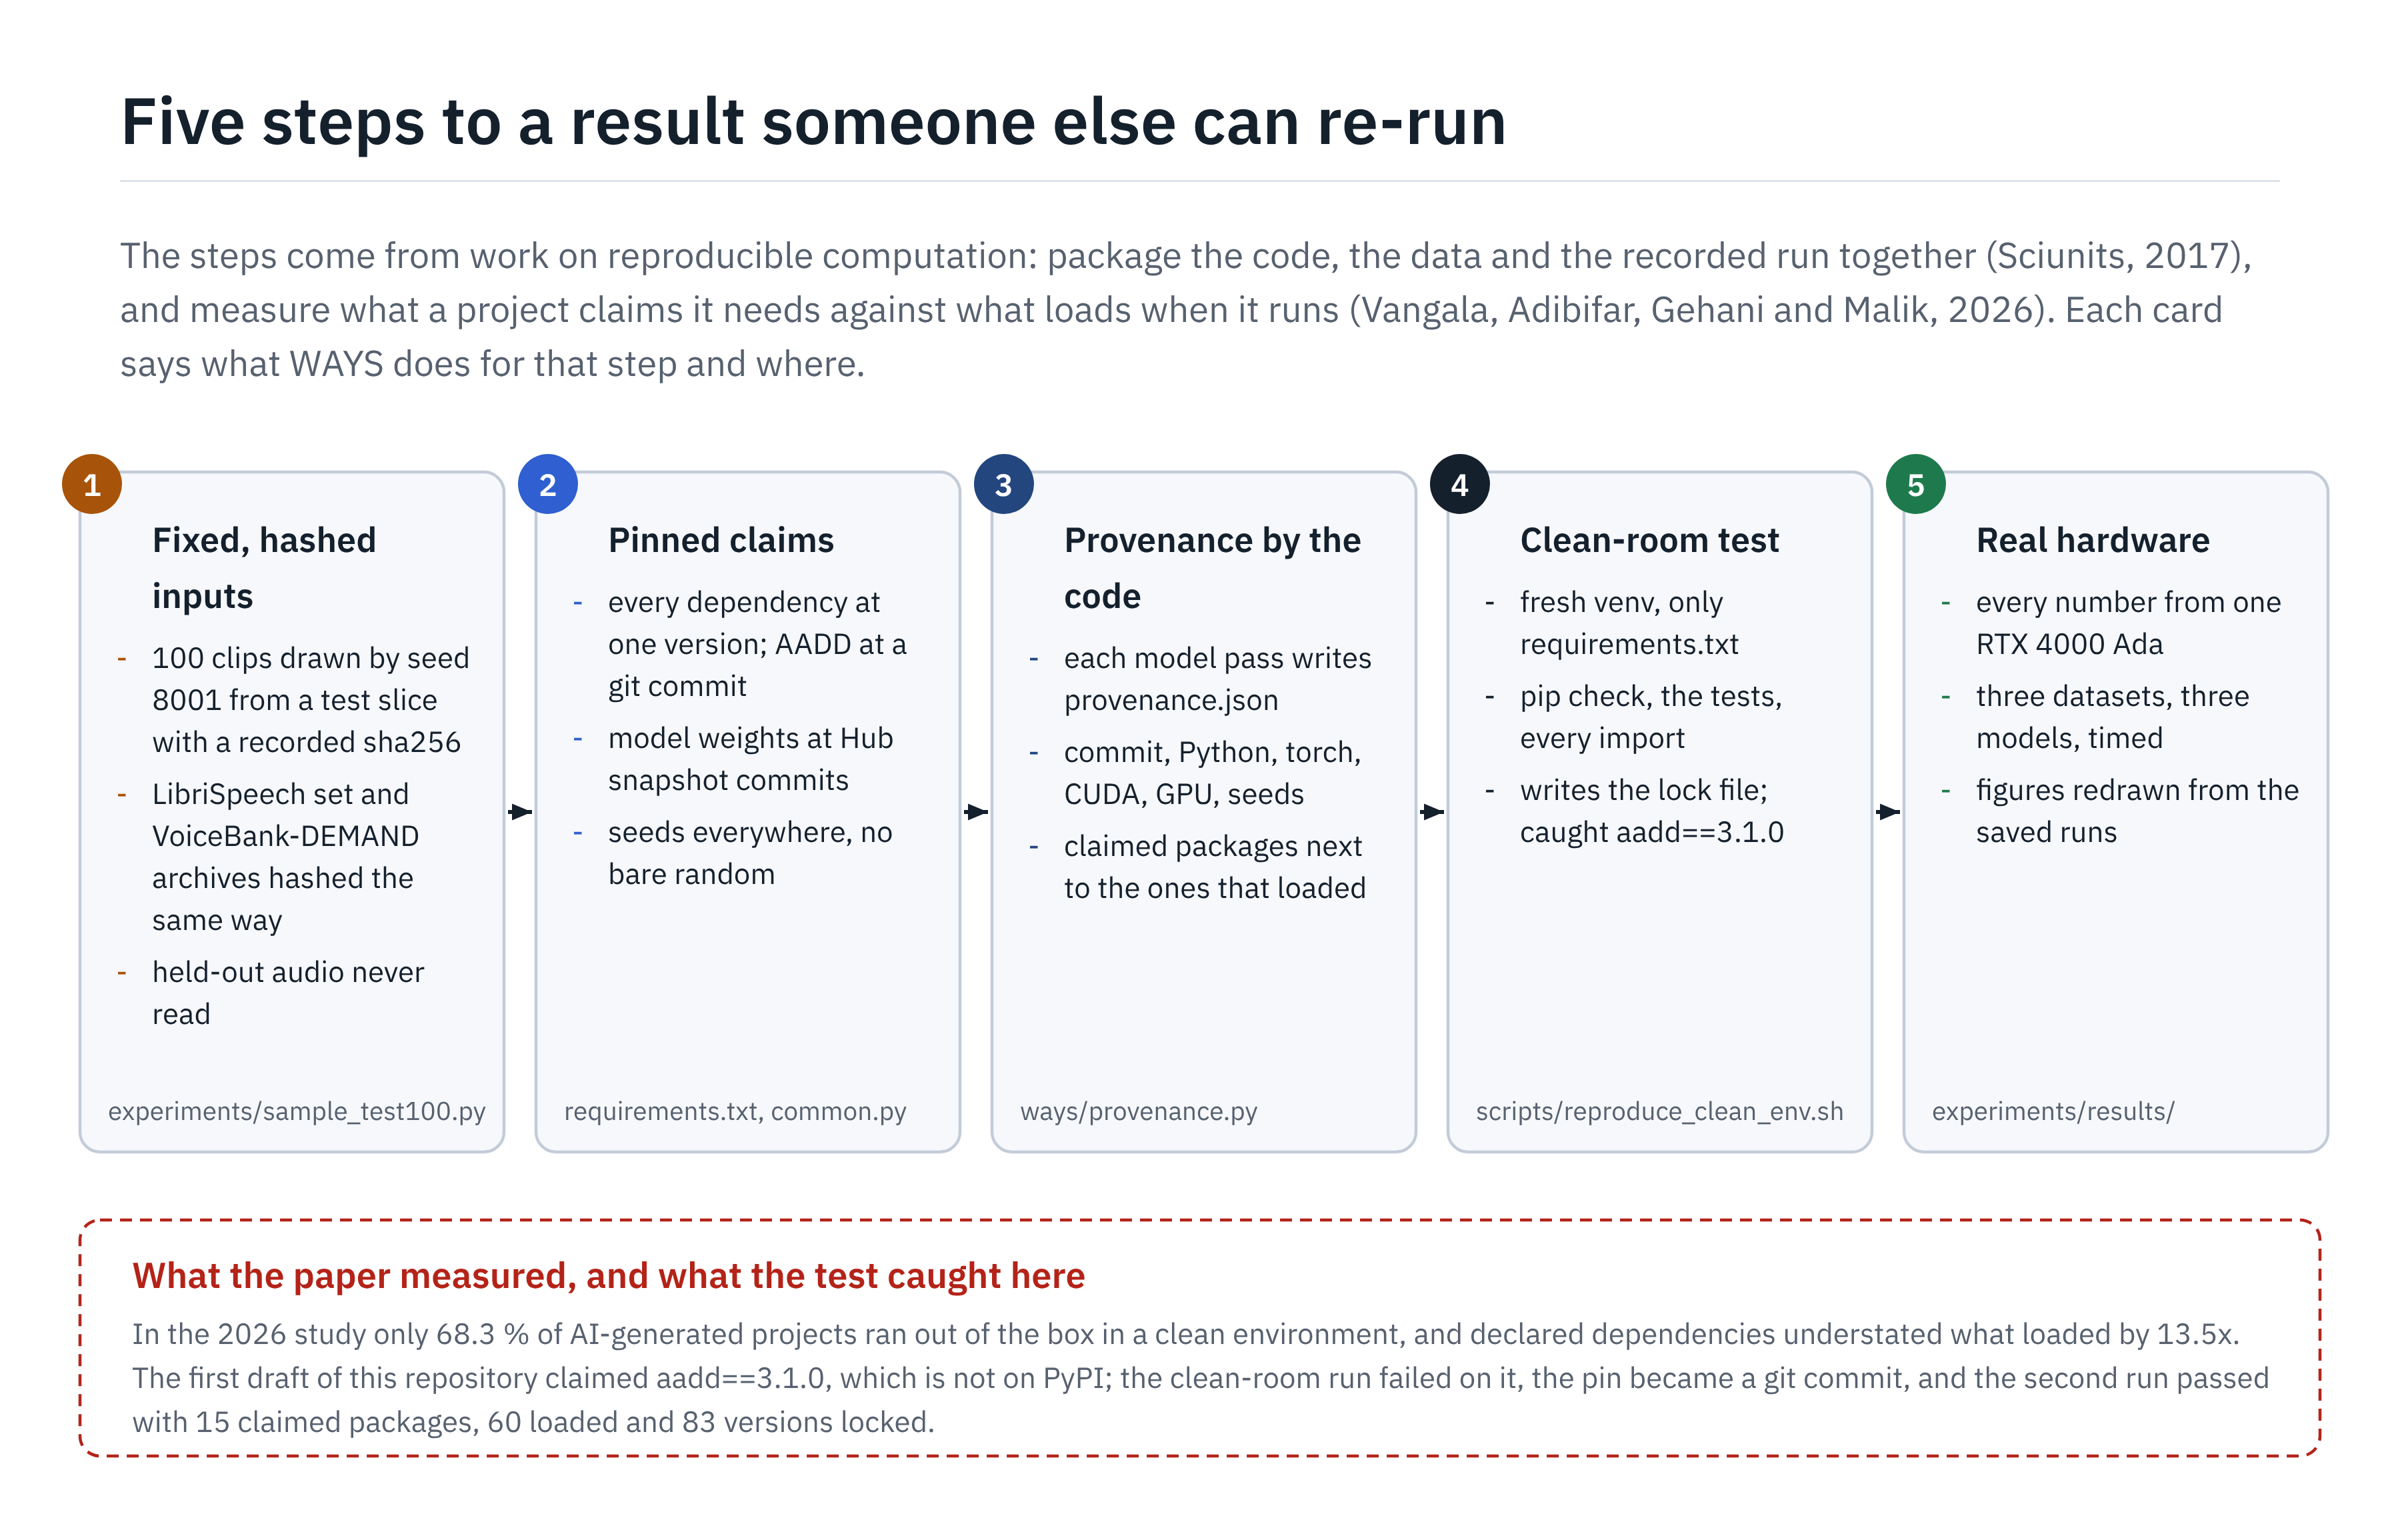 Five steps to a result someone else can re-run
The steps come from work on reproducible computation: package the code, the data and the recorded run together (Sciunits, 2017),
and measure what a project claims it needs against what loads when it runs (Vangala, Adibifar, Gehani and Malik, 2026). Each card
says what WAYS does for that step and where.
1
Fixed, hashed
inputs
- 100 clips drawn by seed
8001 from a test slice
with a recorded sha256
- LibriSpeech set and
VoiceBank-DEMAND
archives hashed the
same way
- held-out audio never
read
experiments/sample_test100.py
2
Pinned claims
- every dependency at
one version; AADD at a
git commit
- model weights at Hub
snapshot commits
- seeds everywhere, no
bare random
requirements.txt, common.py
3
Provenance by the
code
- each model pass writes
provenance.json
- commit, Python, torch,
CUDA, GPU, seeds
- claimed packages next
to the ones that loaded
ways/provenance.py
4
Clean-room test
- fresh venv, only
requirements.txt
- pip check, the tests,
every import
- writes the lock file;
caught aadd==3.1.0
scripts/reproduce_clean_env.sh
5
Real hardware
- every number from one
RTX 4000 Ada
- three datasets, three
models, timed
- figures redrawn from the
saved runs
experiments/results/
What the paper measured, and what the test caught here
In the 2026 study only 68.3 % of AI-generated projects ran out of the box in a clean environment, and declared dependencies understated what loaded by 13.5x.
The first draft of this repository claimed aadd==3.1.0, which is not on PyPI; the clean-room run failed on it, the pin became a git commit, and the second run passed
with 15 claimed packages, 60 loaded and 83 versions locked.